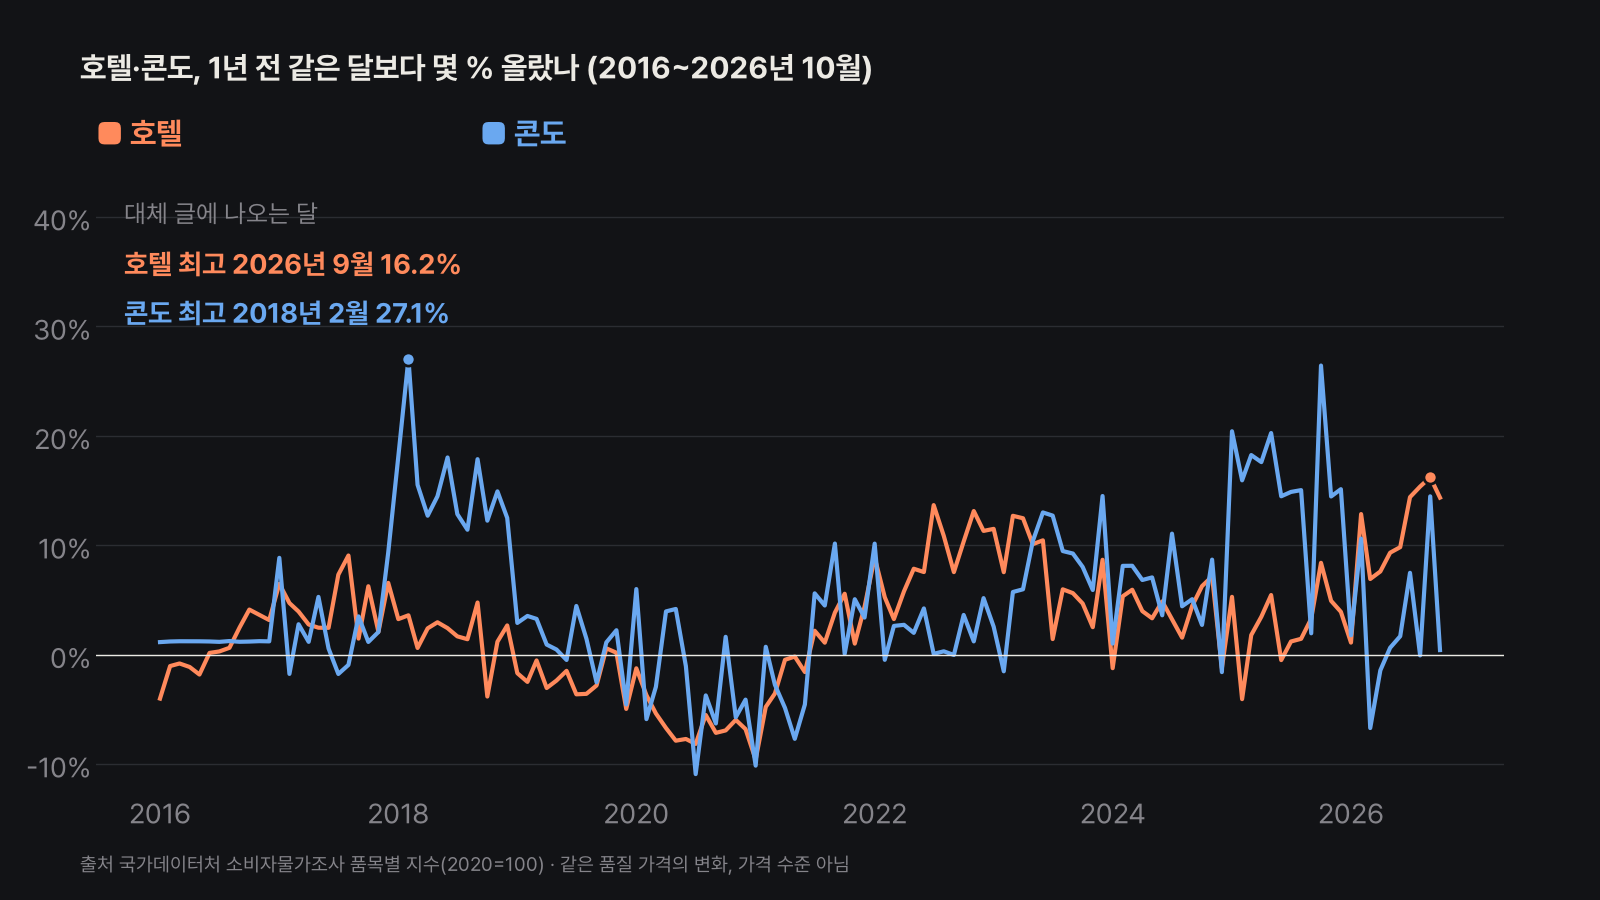 호텔·콘도, 1년 전 같은 달보다 몇 % 올랐나 (2016~2026년 10월)
호텔
콘도
대체 글에 나오는 달
40%
호텔 최고 2026년 9월 16.2%
콘도 최고 2018년 2월 27.1%
30%
20%
10%
0%
-10%
2016
2018
2020
2022
2024
2026
출처 국가데이터처 소비자물가조사 품목별 지수(2020=100) · 같은 품질 가격의 변화, 가격 수준 아님